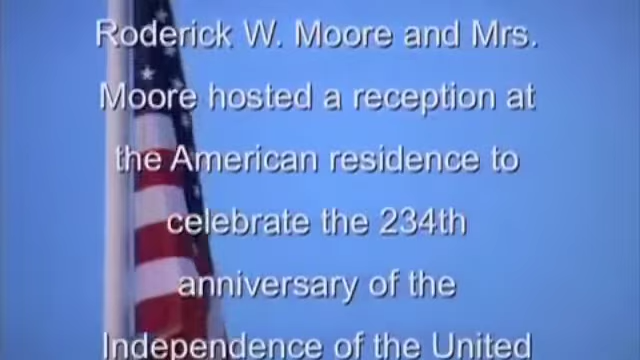 Roderick W. Moore and Mrs.
Moore hosted a reception at
the American residence to
celebrate the 234th
anniversary of the
Independence of the United